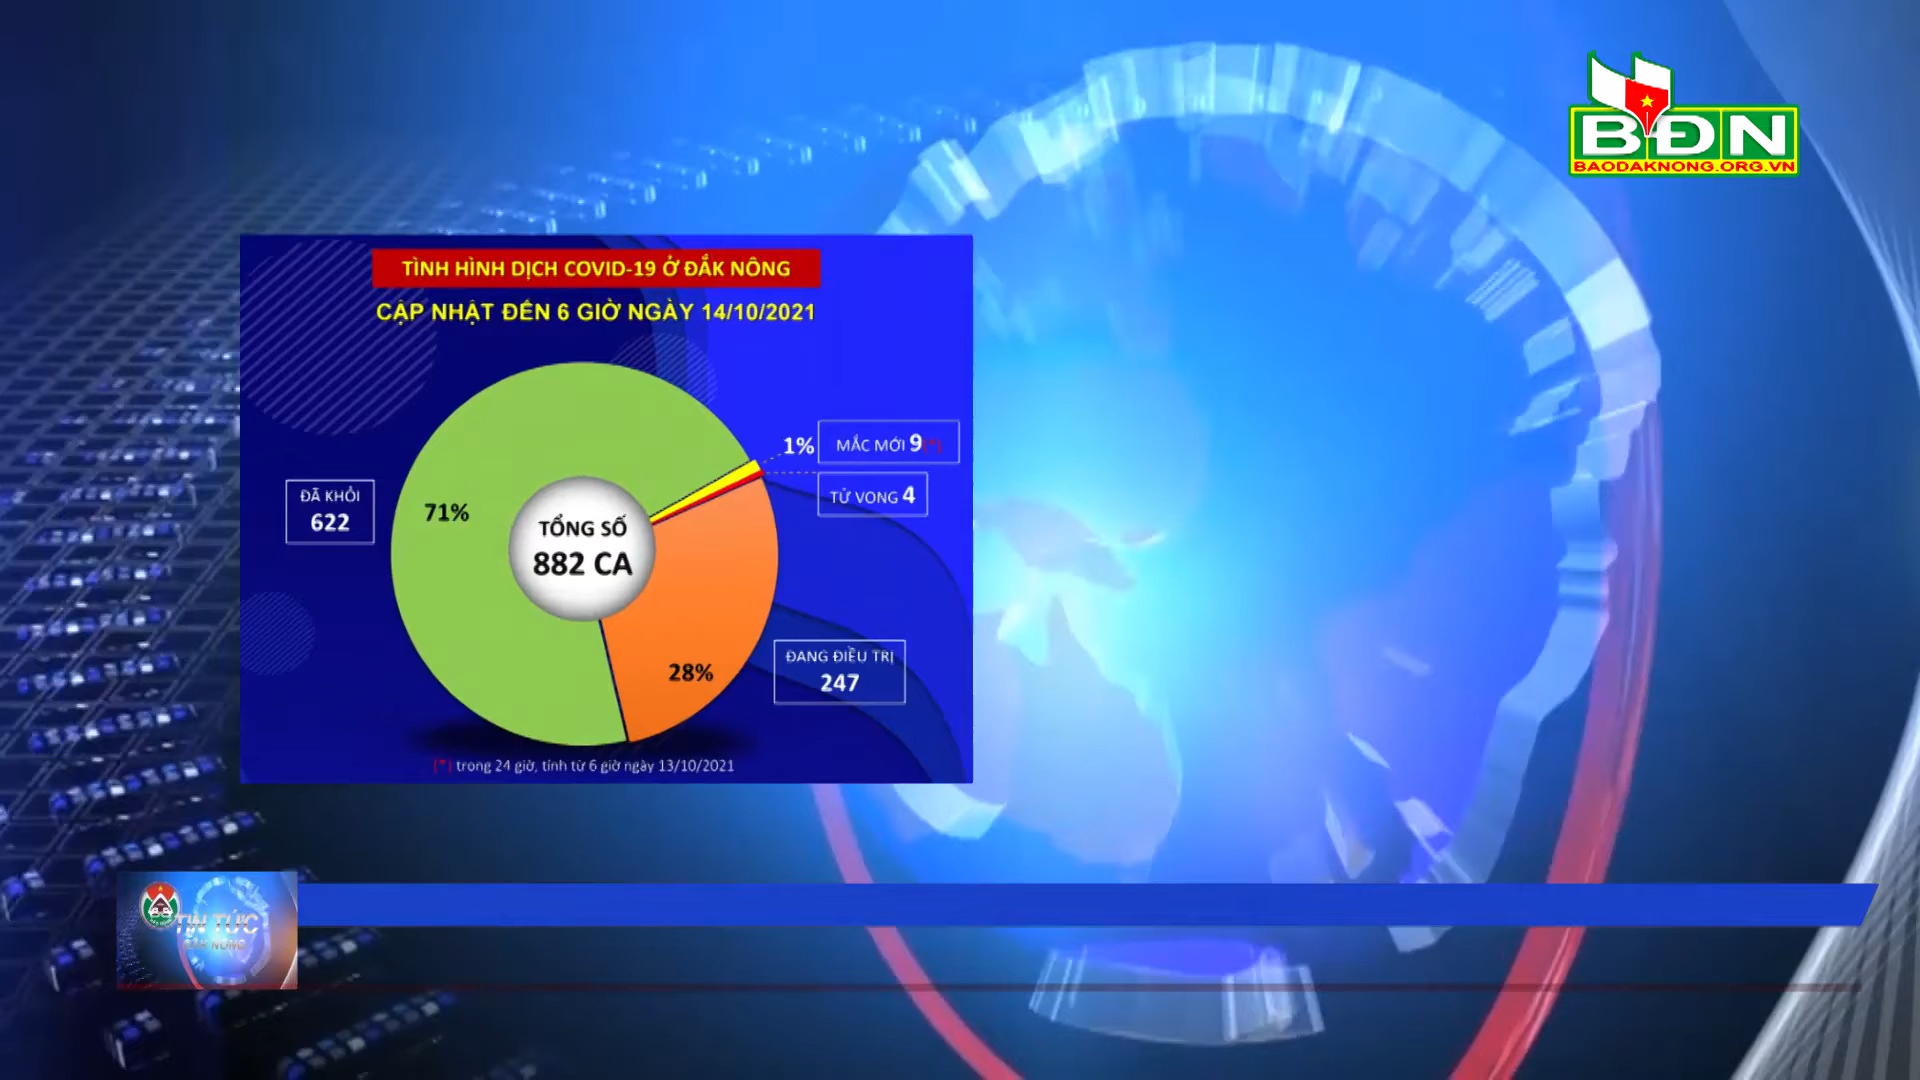 BĐN
BAODAKNONG.ORG.VN
TÌNH HÌNH DỊCH COVID-19 Ở ĐẮK NÔNG
CẬP NHẬT ĐẾN 6 GIỜ NGÀY 14/10/2021
1%
MẮC MỚI 9(*)
TỬ VONG 4
ĐÃ KHỎI
622
71%
TỔNG SỐ
882 CA
28%
ĐANG ĐIỀU TRỊ
247
(*) trong 24 giờ, tính từ 6 giờ ngày 13/10/2021
TIN TỨC
ĐẮK NÔNG